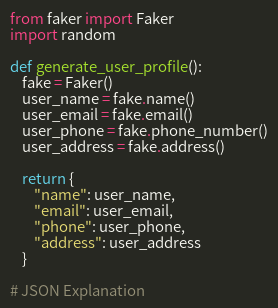 from faker import Faker
import random

def generate_user_profile():
    fake = Faker()
    user_name = fake.name()
    user_email = fake.email()
    user_phone = fake.phone_number()
    user_address = fake.address()

    return {
        "name": user_name,
        "email": user_email,
        "phone": user_phone,
        "address": user_address
    }

# JSON Explanation